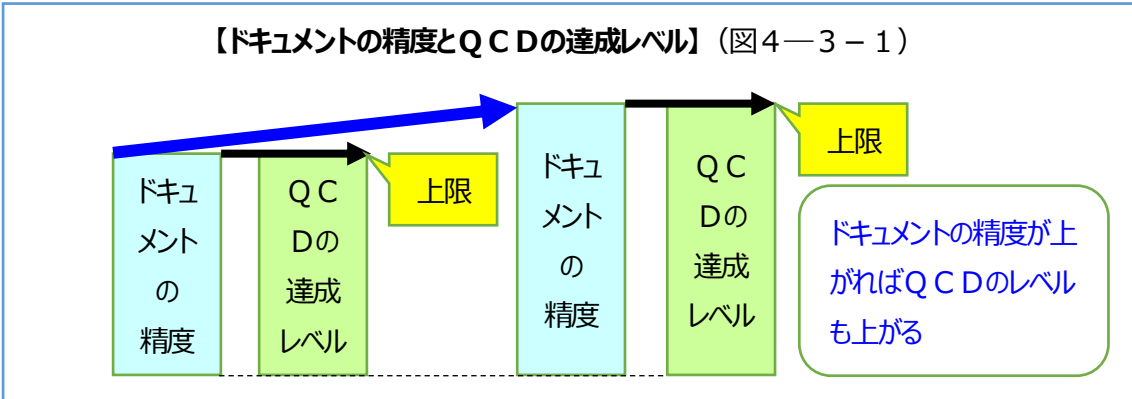 【ドキュメントの精度とＱＣＤの達成レベル】（図４―３－１）
ドキュ
メント
の
精度
ＱＣ
Ｄの
達成
レベル
上限
ドキュ
メント
の
精度
ＱＣ
Ｄの
達成
レベル
上限
ドキュメントの精度が上
がればＱＣＤのレベル
も上がる